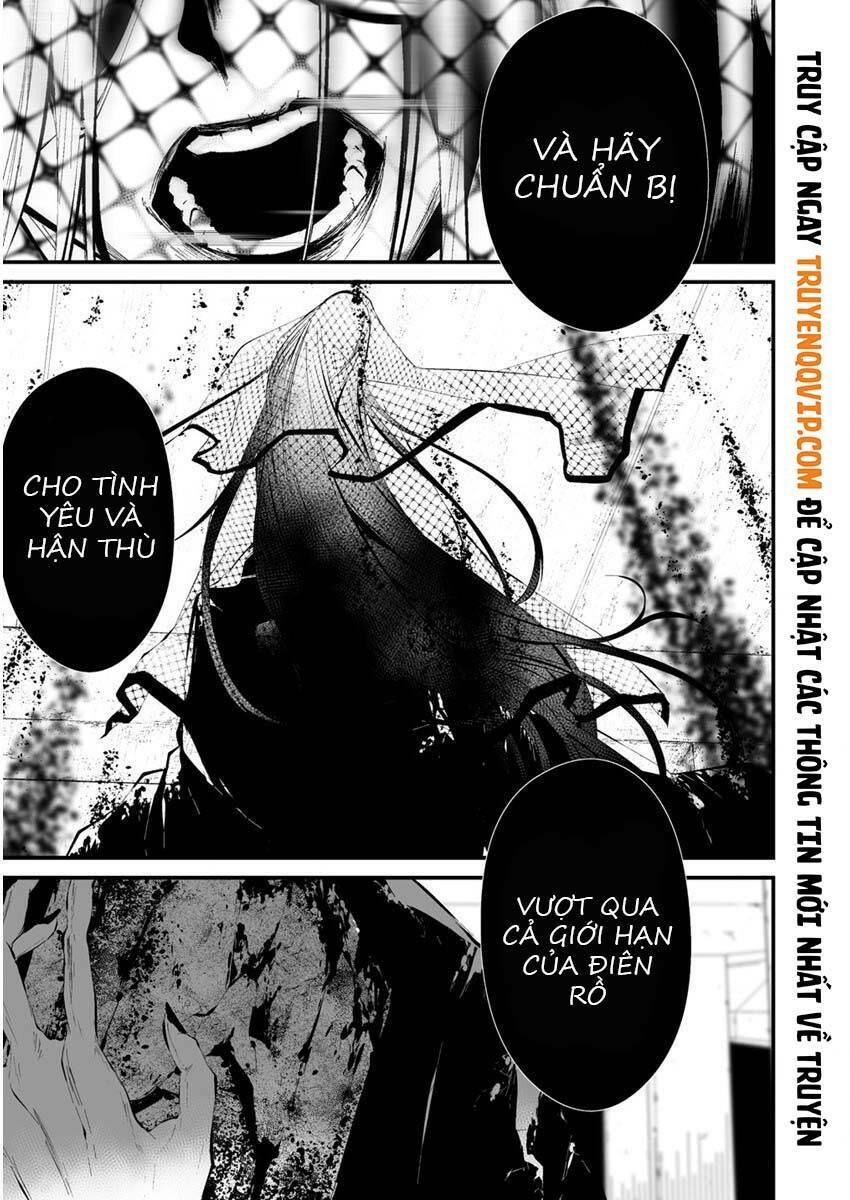 VÀ HÃY
CHUẨN BỊ
CHO TÌNH
YÊU VÀ
HẬN THÙ
VƯỢT QUA
CẢ GIỚI HẠN
CỦA ĐIÊN
RỒ
TRUY CẬP NGAY TRUYENQQVIP.COM ĐỂ CẬP NHẬT CÁC THÔNG TIN MỚI NHẤT VỀ TRUYỆN